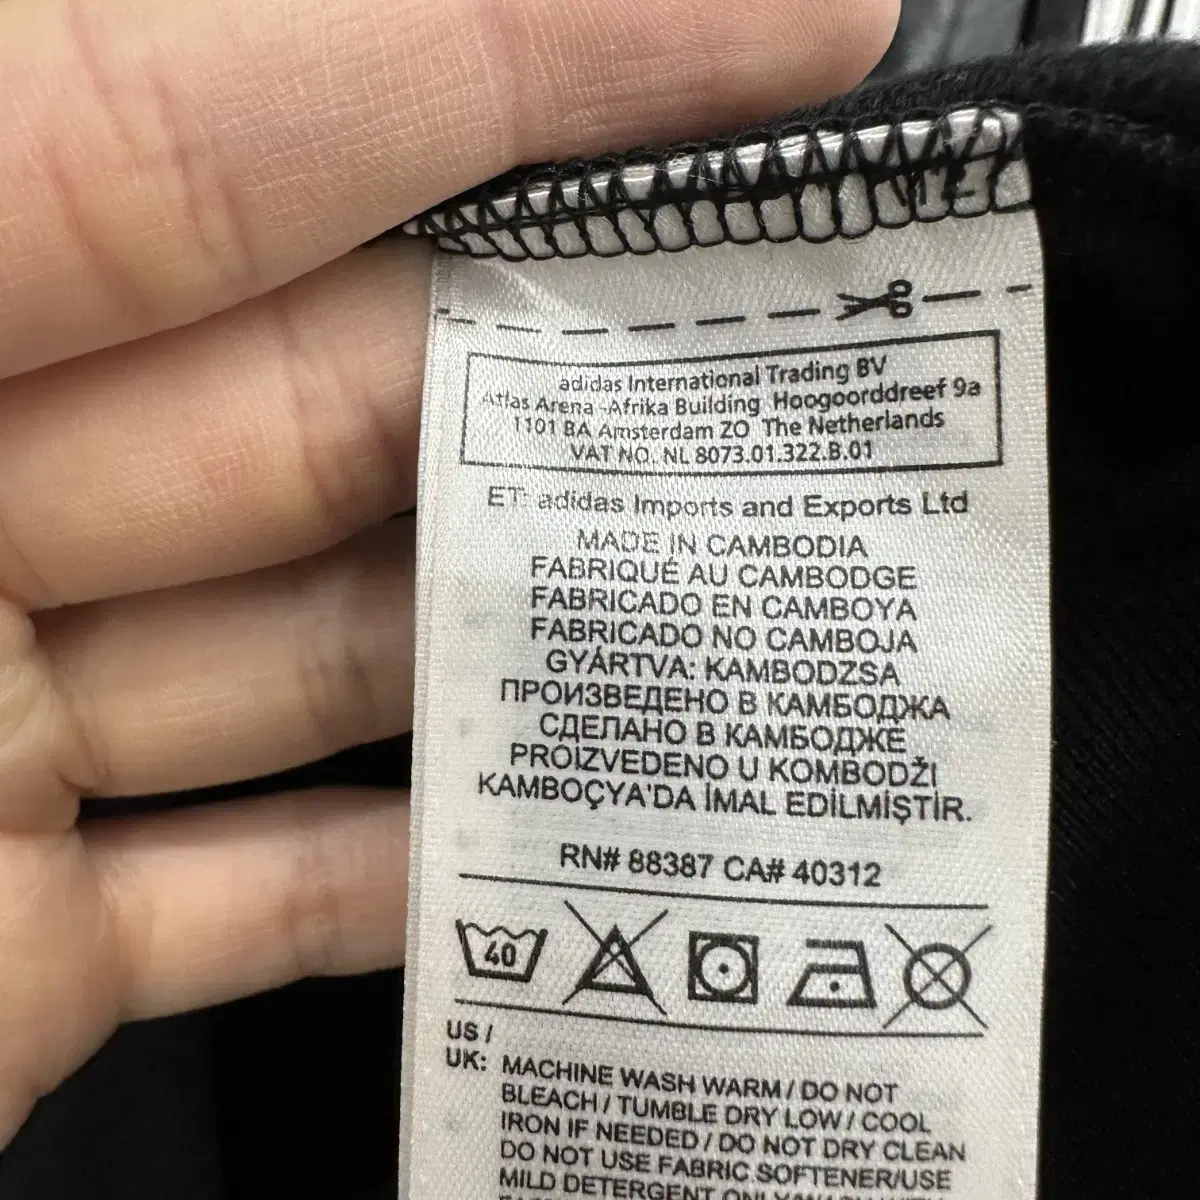 adidas International Trading BV
Atlas Arena -Afrika Building Hoogoorddreef 9a
1101 BA Amsterdam ZO The Netherlands
VAT NO. NL 8073.01.322.B.01
ET: adidas Imports and Exports Ltd
MADE IN CAMBODIA
FABRIQUÉ AU CAMBODGE
FABRICADO EN CAMBOYA
FABRICADO NO CAMBOJA
GYÁRTVA: KAMBODZSA
ПРОИЗВЕДЕНО В КАМБОДЖА
СДЕЛАНО В КАМБОДЖЕ
PROIZVEDENO U KOMBODŽI
KAMBOÇYA'DA İMAL EDİLMİŞTİR.
RN# 88387 CA# 40312
40
US /
UK: MACHINE WASH WARM / DO NOT
BLEACH / TUMBLE DRY LOW / COOL
IRON IF NEEDED / DO NOT DRY CLEAN
DO NOT USE FABRIC SOFTENER/USE
MILD DETERGENT ONLY/WASH WITH